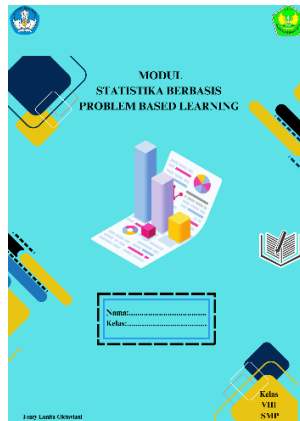 MODUL
STATISTIKA BERBASIS
PROBLEM BASED LEARNING
Nama:
Kelas:
Kelas
VIII
SMP